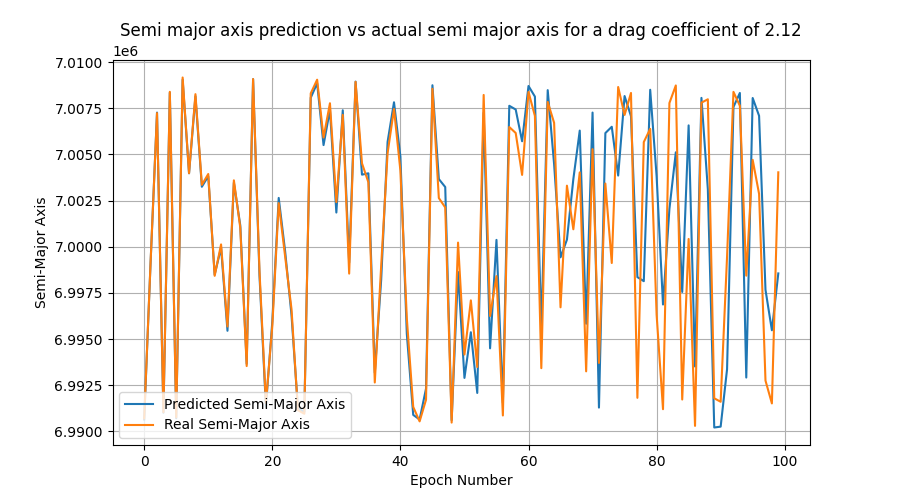 Semi major axis prediction vs actual semi major axis for a drag coefficient of 2.12
1e6
7.0100
7.0075
7.0050
7.0025
7.0000
6.9975
6.9950
6.9925
6.9900
Semi-Major Axis
Predicted Semi-Major Axis
Real Semi-Major Axis
0 20 40 60 80 100
Epoch Number